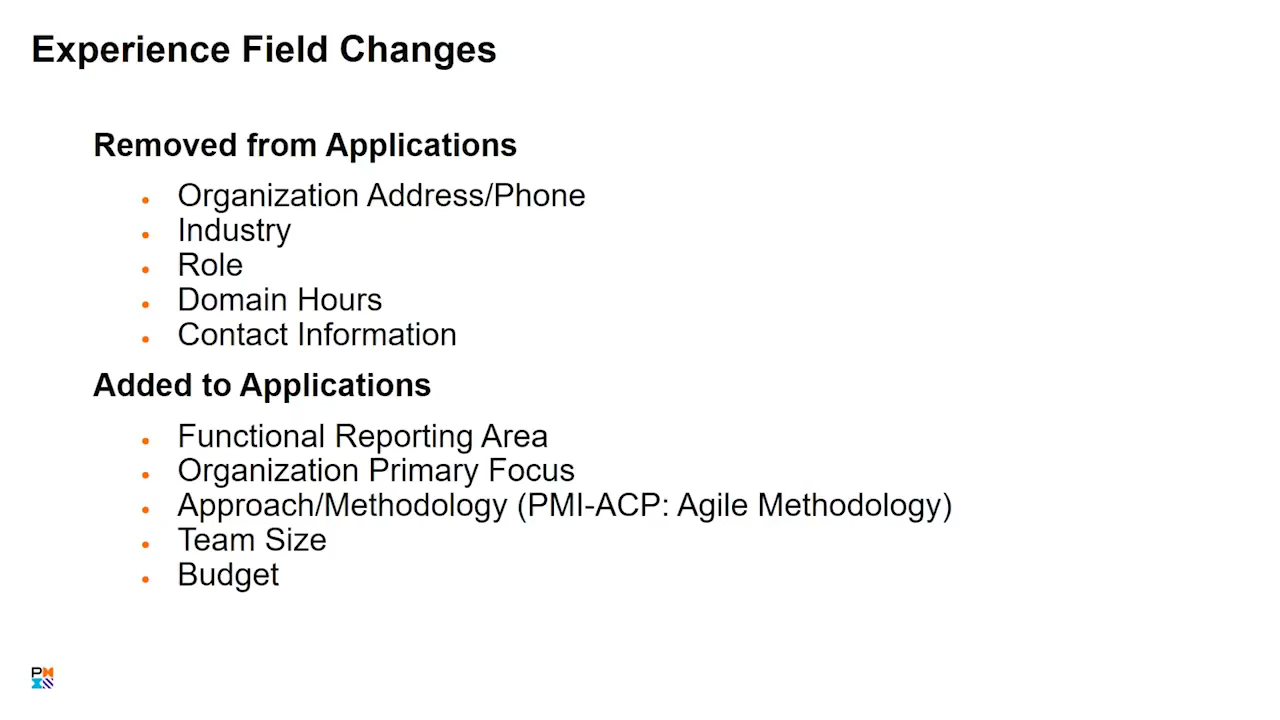 Experience Field Changes
Removed from Applications
Organization Address/Phone
Industry
Role
Domain Hours
Contact Information
Added to Applications
Functional Reporting Area
Organization Primary Focus
Approach/Methodology (PMI-ACP: Agile Methodology)
Team Size
Budget